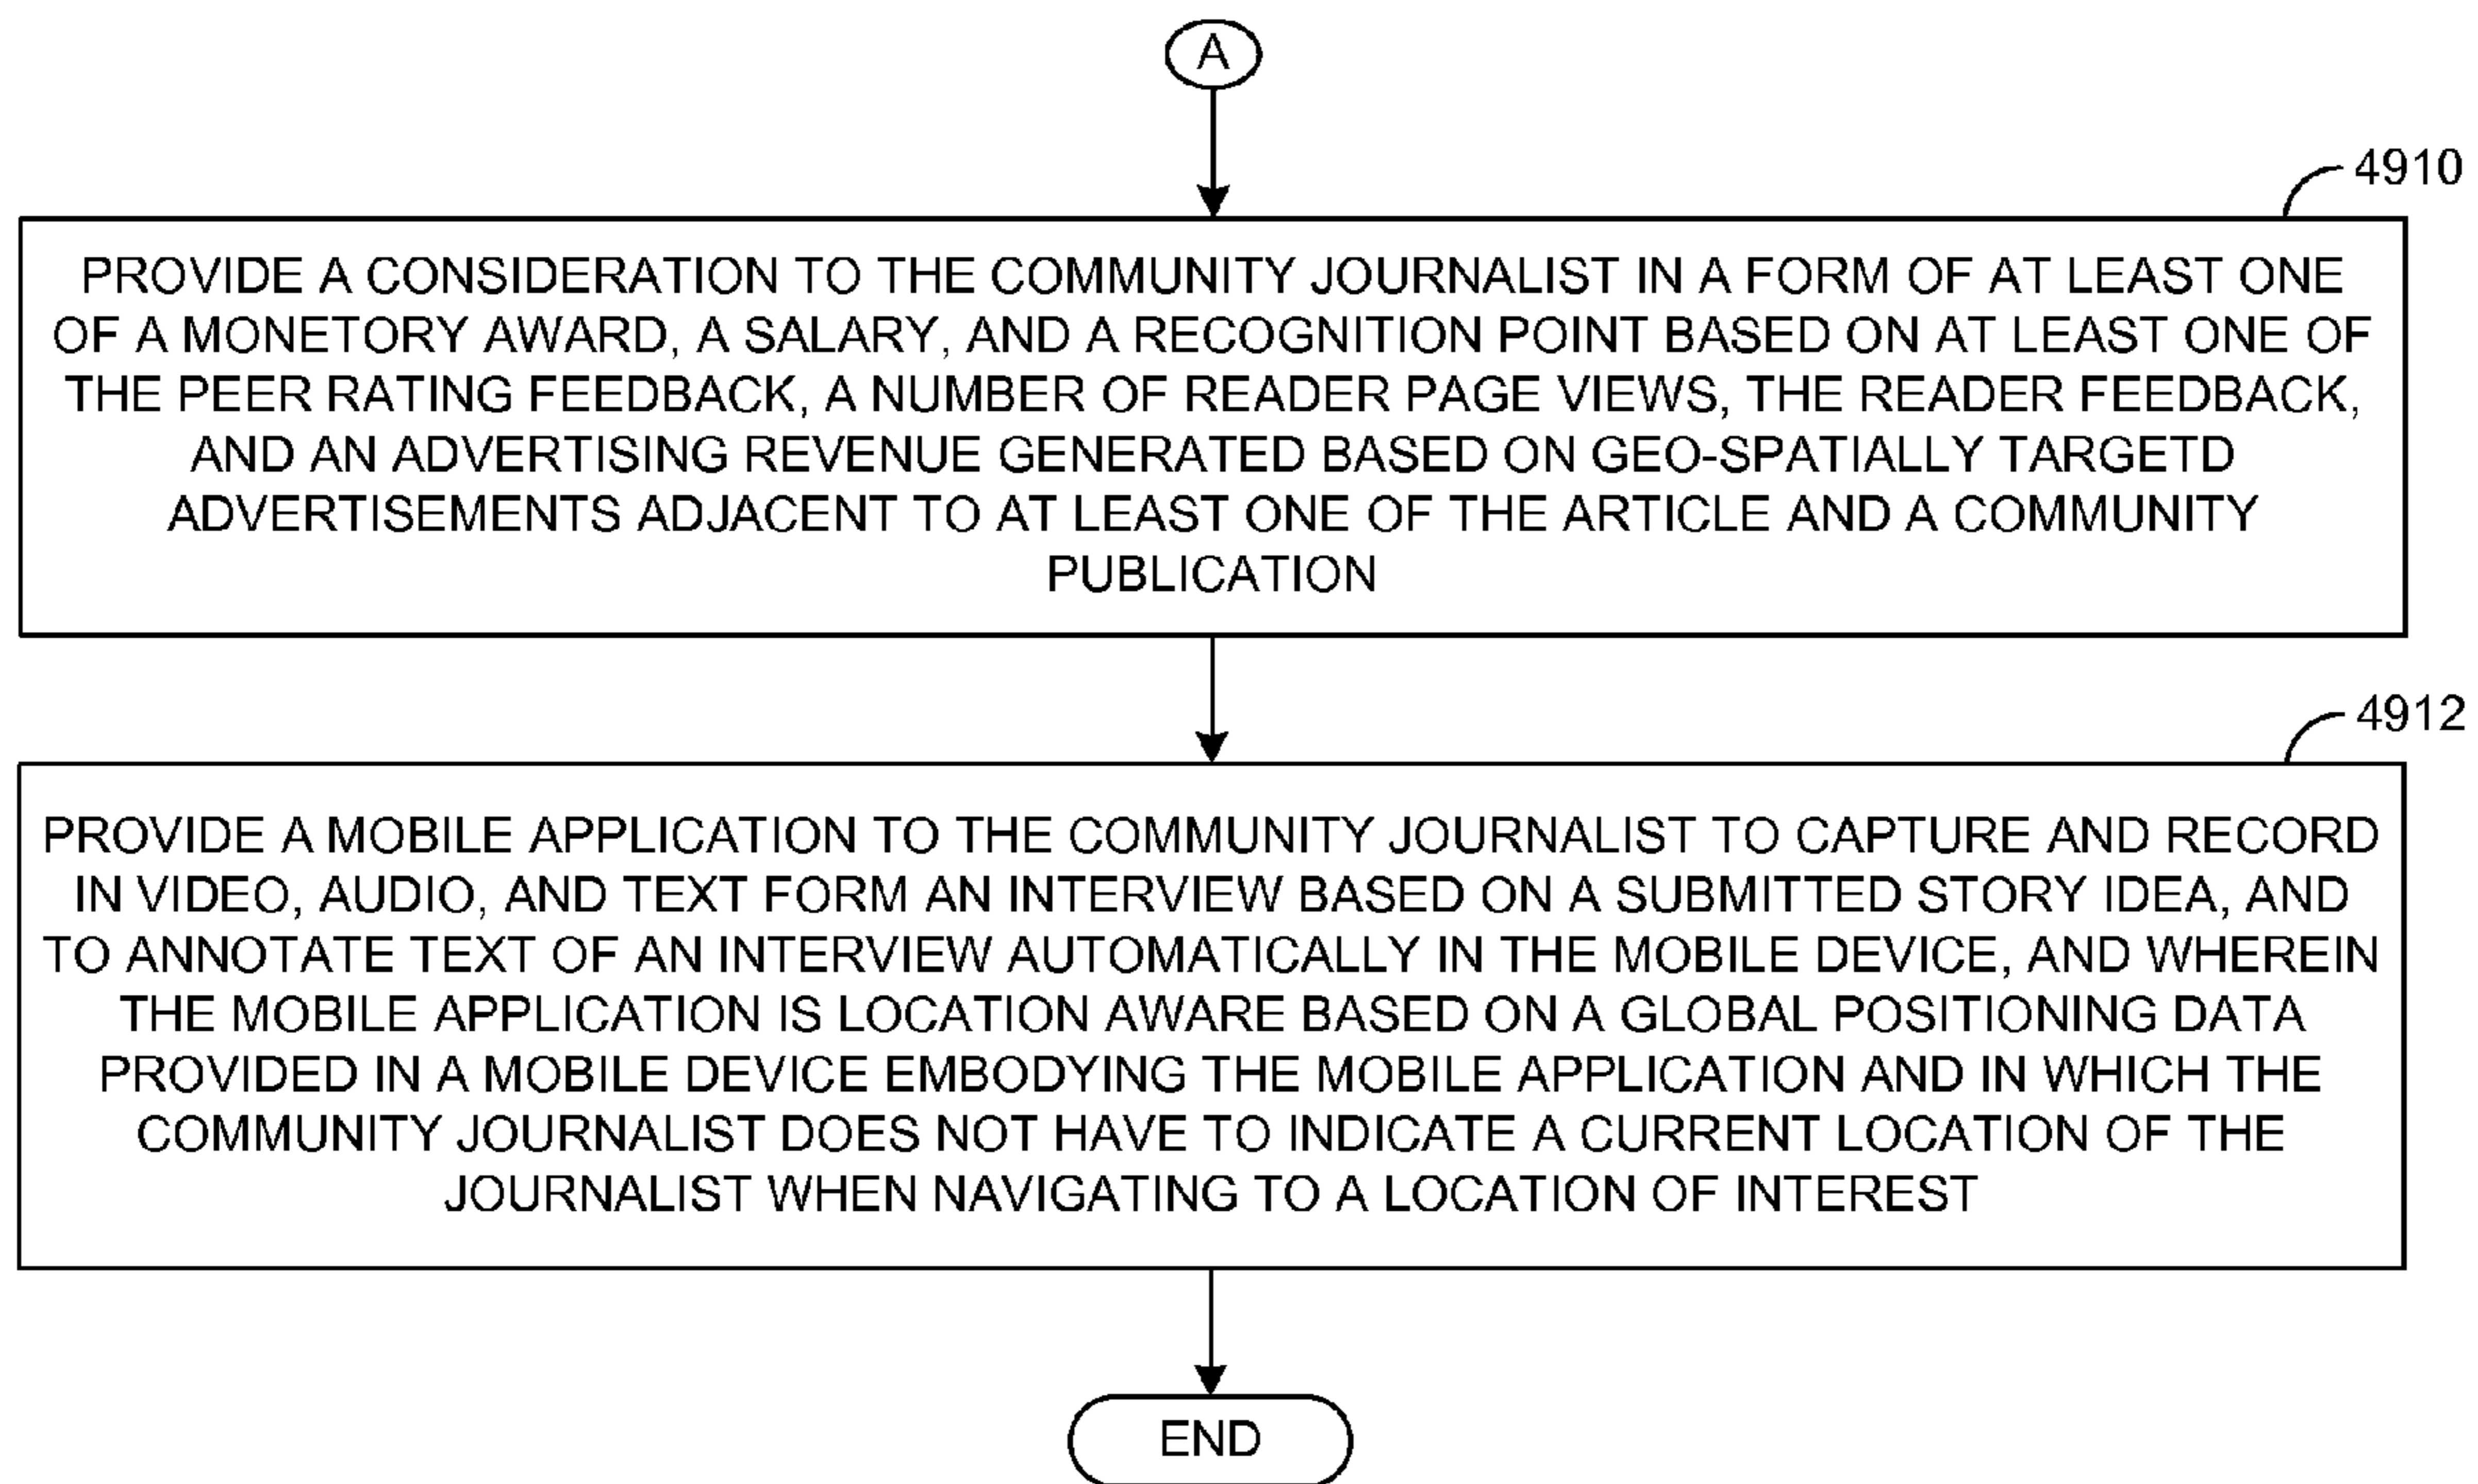 A
4910
PROVIDE A CONSIDERATION TO THE COMMUNITY JOURNALIST IN A FORM OF AT LEAST ONE
OF A MONETORY AWARD, A SALARY, AND A RECOGNITION POINT BASED ON AT LEAST ONE OF
THE PEER RATING FEEDBACK, A NUMBER OF READER PAGE VIEWS, THE READER FEEDBACK,
AND AN ADVERTISING REVENUE GENERATED BASED ON GEO-SPATIALLY TARGETD
ADVERTISEMENTS ADJACENT TO AT LEAST ONE OF THE ARTICLE AND A COMMUNITY
PUBLICATION
4912
PROVIDE A MOBILE APPLICATION TO THE COMMUNITY JOURNALIST TO CAPTURE AND RECORD
IN VIDEO, AUDIO, AND TEXT FORM AN INTERVIEW BASED ON A SUBMITTED STORY IDEA, AND
TO ANNOTATE TEXT OF AN INTERVIEW AUTOMATICALLY IN THE MOBILE DEVICE, AND WHEREIN
THE MOBILE APPLICATION IS LOCATION AWARE BASED ON A GLOBAL POSITIONING DATA
PROVIDED IN A MOBILE DEVICE EMBODYING THE MOBILE APPLICATION AND IN WHICH THE
COMMUNITY JOURNALIST DOES NOT HAVE TO INDICATE A CURRENT LOCATION OF THE
JOURNALIST WHEN NAVIGATING TO A LOCATION OF INTEREST
END